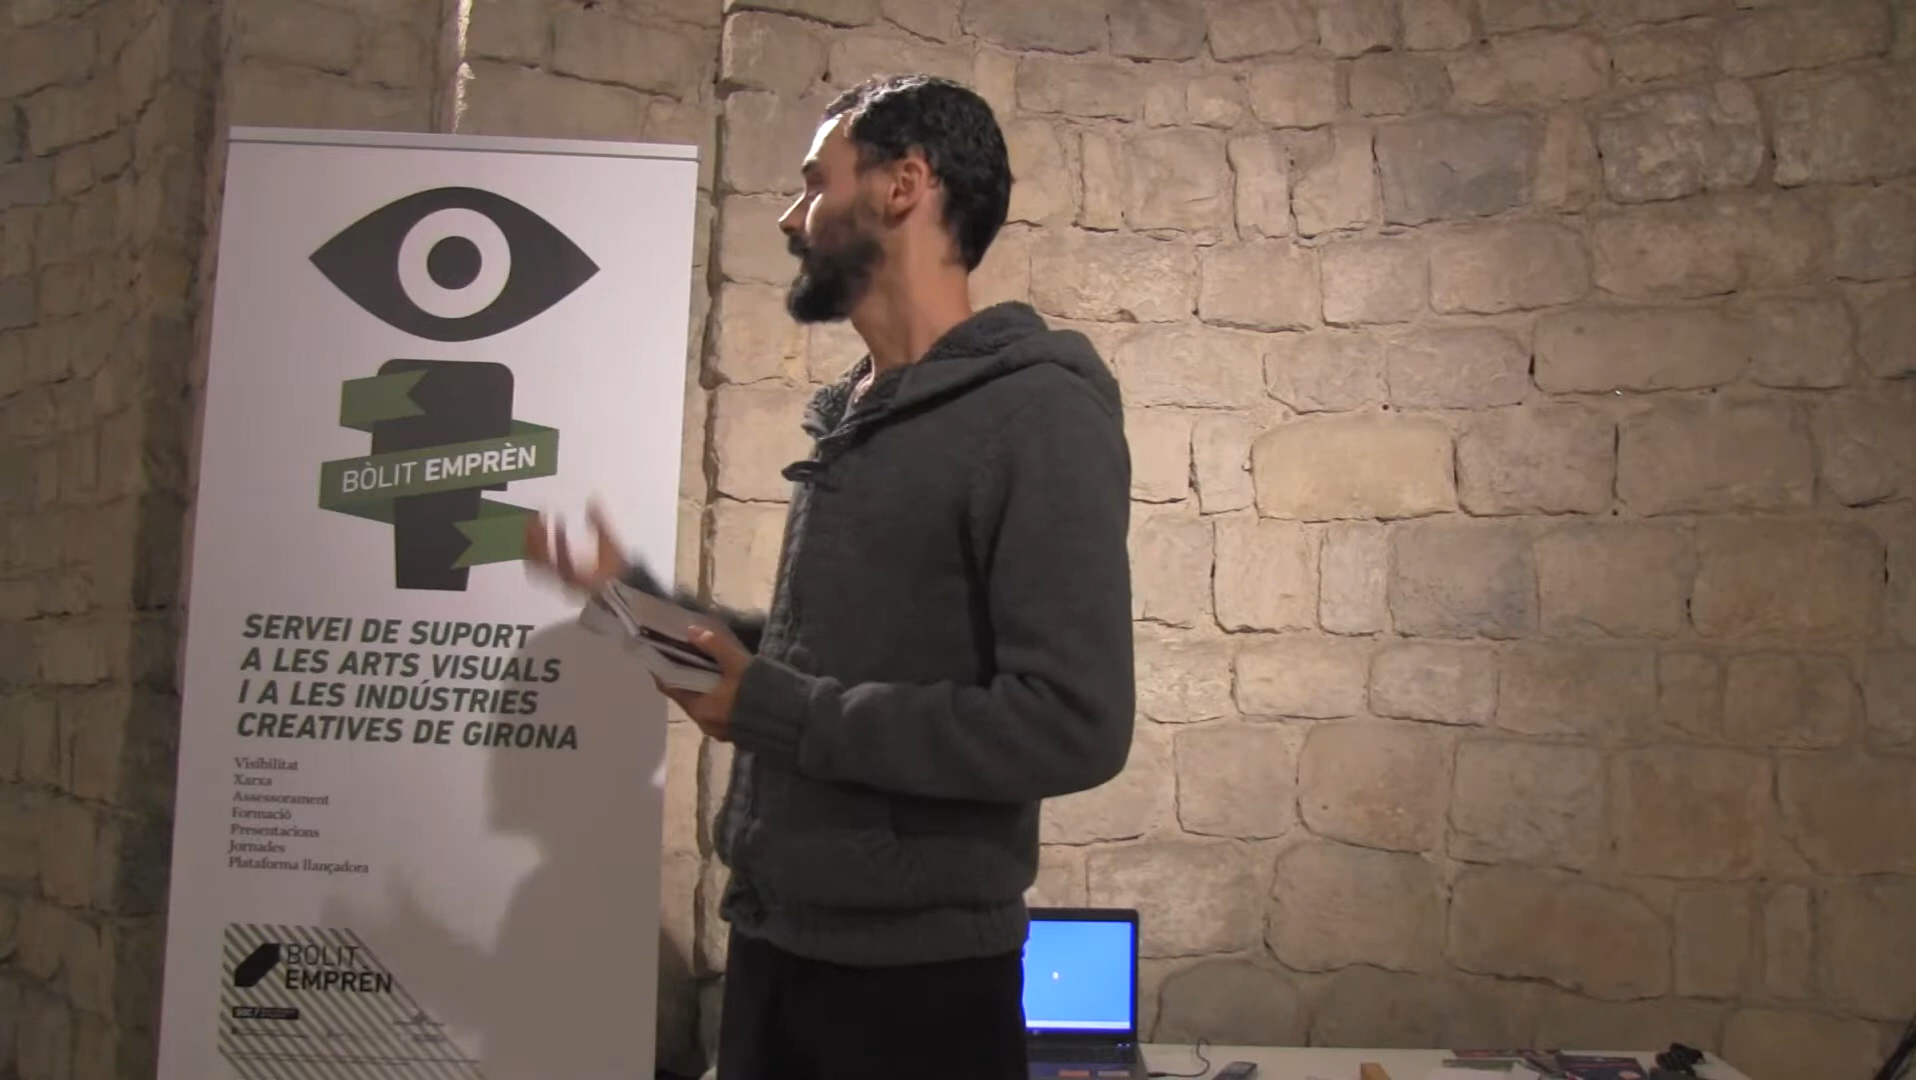 BÒLIT EMPRÈN
SERVEI DE SUPORT
A LES ARTS VISUALS
I A LES INDÚSTRIES
CREATIVES DE GIRONA
Visibilitat
Xarxa
Assessorament
Formació
Presentacions
Jornades
Plataforma llançadora
BÒLIT
EMPRÈN